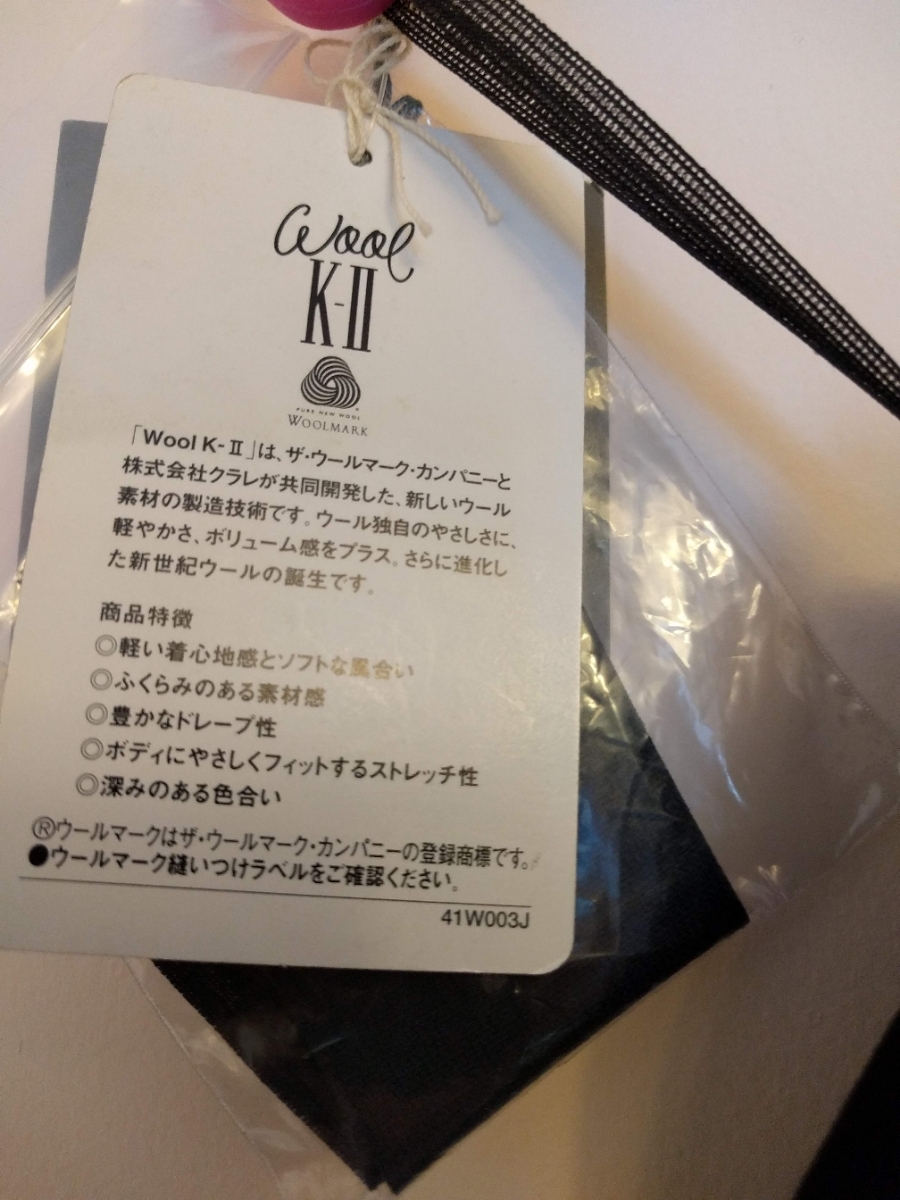 Wool
K-II
PURE NEW WOOL
WOOLMARK
「Wool K-Ⅱ」は、ザ・ウールマーク・カンパニーと
株式会社クラレが共同開発した、新しいウール
素材の製造技術です。ウール独自のやさしさに、
軽やかさ、ボリューム感をプラス。さらに進化し
た新世紀ウールの誕生です。
商品特徴
◎軽い着心地感とソフトな風合い
◎ふくらみのある素材感
◎豊かなドレープ性
◎ボディにやさしくフィットするストレッチ性
◎深みのある色合い
Ⓡウールマークはザ・ウールマーク・カンパニーの登録商標です。
●ウールマーク縫いつけラベルをご確認ください。
41W003J